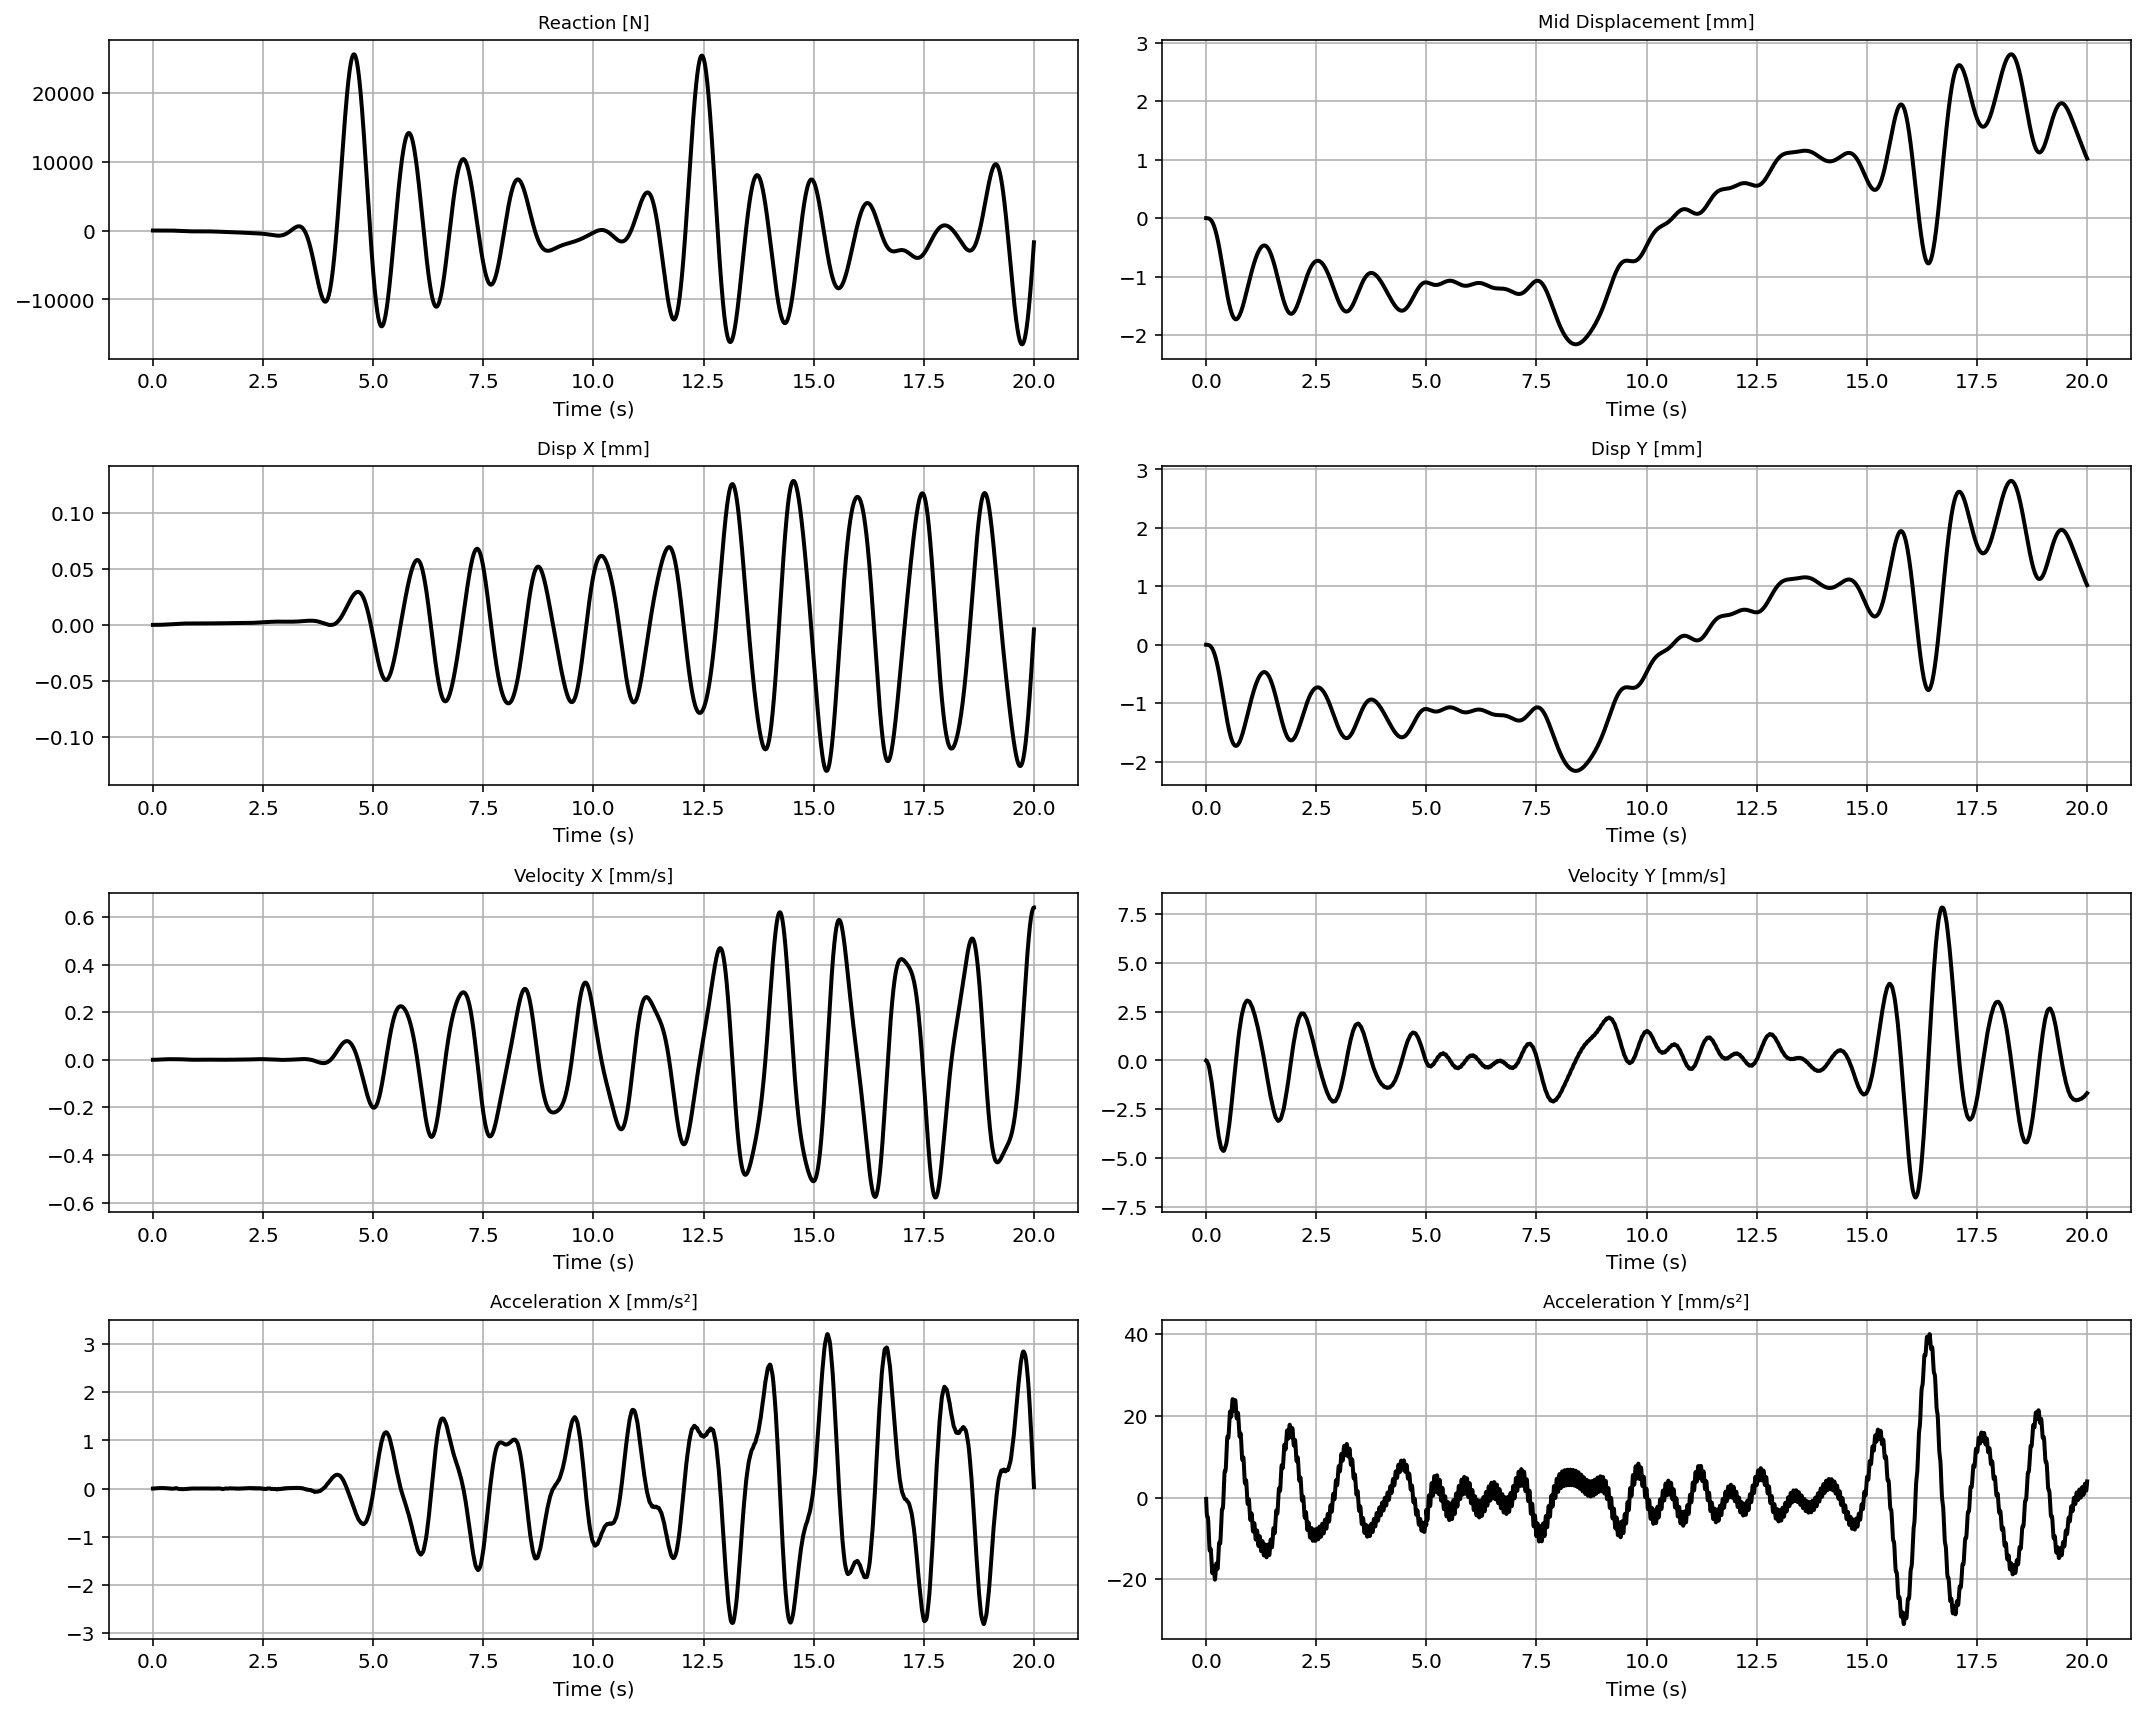 Reaction [N]
20000
10000
0
−10000
0.0 2.5 5.0 7.5 10.0 12.5 15.0 17.5 20.0
Time (s)
Mid Displacement [mm]
3
2
1
0
−1
−2
0.0 2.5 5.0 7.5 10.0 12.5 15.0 17.5 20.0
Time (s)
Disp X [mm]
0.10
0.05
0.00
−0.05
−0.10
0.0 2.5 5.0 7.5 10.0 12.5 15.0 17.5 20.0
Time (s)
Disp Y [mm]
3
2
1
0
−1
−2
0.0 2.5 5.0 7.5 10.0 12.5 15.0 17.5 20.0
Time (s)
Velocity X [mm/s]
0.6
0.4
0.2
0.0
−0.2
−0.4
−0.6
0.0 2.5 5.0 7.5 10.0 12.5 15.0 17.5 20.0
Time (s)
Velocity Y [mm/s]
7.5
5.0
2.5
0.0
−2.5
−5.0
−7.5
0.0 2.5 5.0 7.5 10.0 12.5 15.0 17.5 20.0
Time (s)
Acceleration X [mm/s²]
3
2
1
0
−1
−2
−3
0.0 2.5 5.0 7.5 10.0 12.5 15.0 17.5 20.0
Time (s)
Acceleration Y [mm/s²]
40
20
0
−20
0.0 2.5 5.0 7.5 10.0 12.5 15.0 17.5 20.0
Time (s)